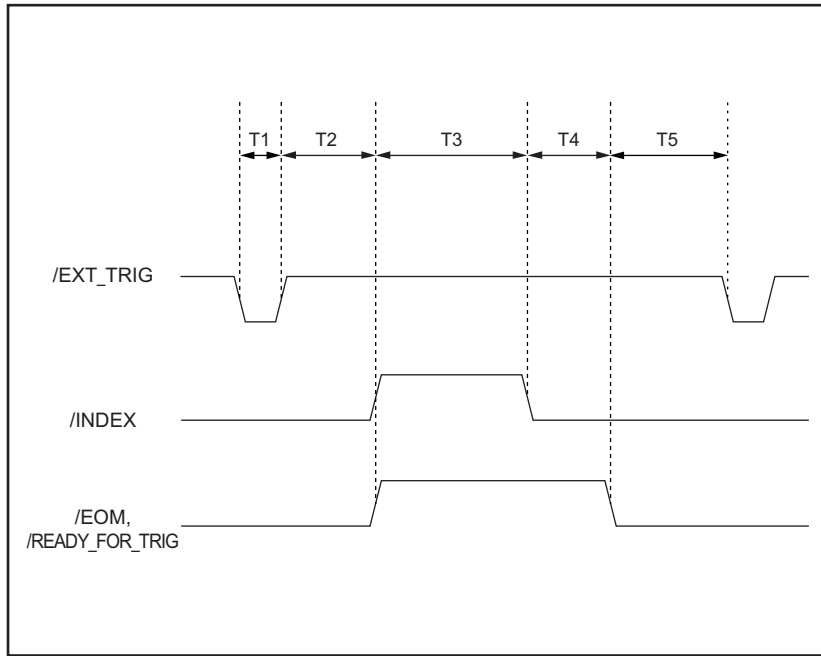 T1 T2 T3 T4 T5
/EXT_TRIG
/INDEX
/EOM,
/READY_FOR_TRIG